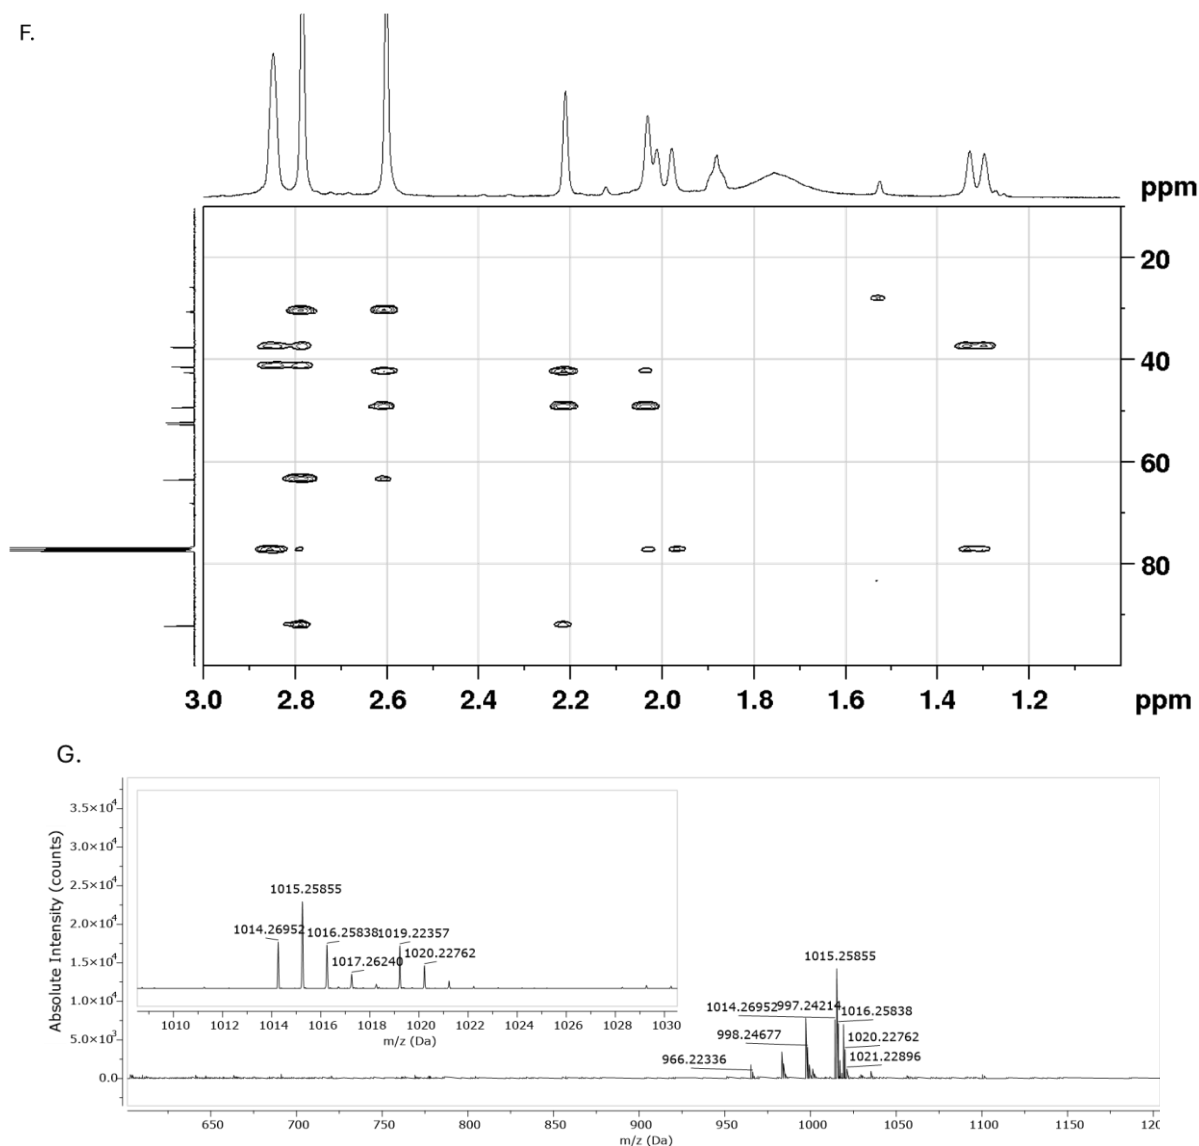 F.
ppm
20
40
60
80
3.0 2.8 2.6 2.4 2.2 2.0 1.8 1.6 1.4 1.2 ppm
G.
Absolute Intensity (counts)
3.5×10⁴
3.0×10⁴
2.5×10⁴
2.0×10⁴
1.5×10⁴
1.0×10⁴
5.0×10³
0.0
1015.25855
1014.26952 1016.25838 1019.22357
1017.26240 1020.22762
1010 1012 1014 1016 1018 1020 1022 1024 1026 1028 1030
m/z (Da)
1015.25855
1014.26952 997.24214 1016.25838
998.24677 1020.22762
966.22336 1021.22896
650 700 750 800 850 900 950 1000 1050 1100 1150 120
m/z (Da)